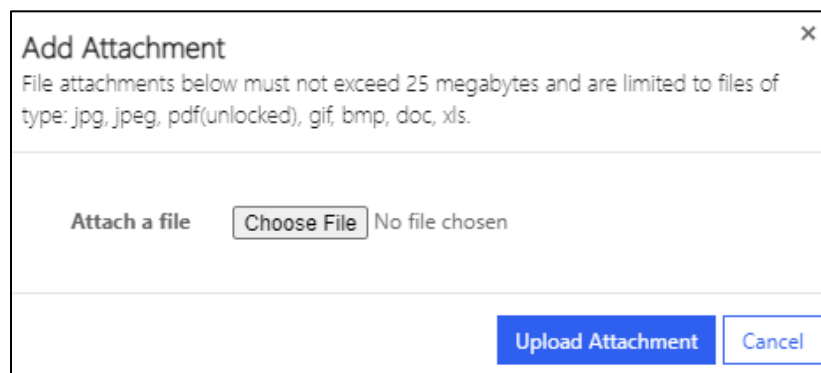 Add Attachment
×
File attachments below must not exceed 25 megabytes and are limited to files of
type: jpg, jpeg, pdf(unlocked), gif, bmp, doc, xls.
Attach a file Choose File No file chosen
Upload Attachment Cancel